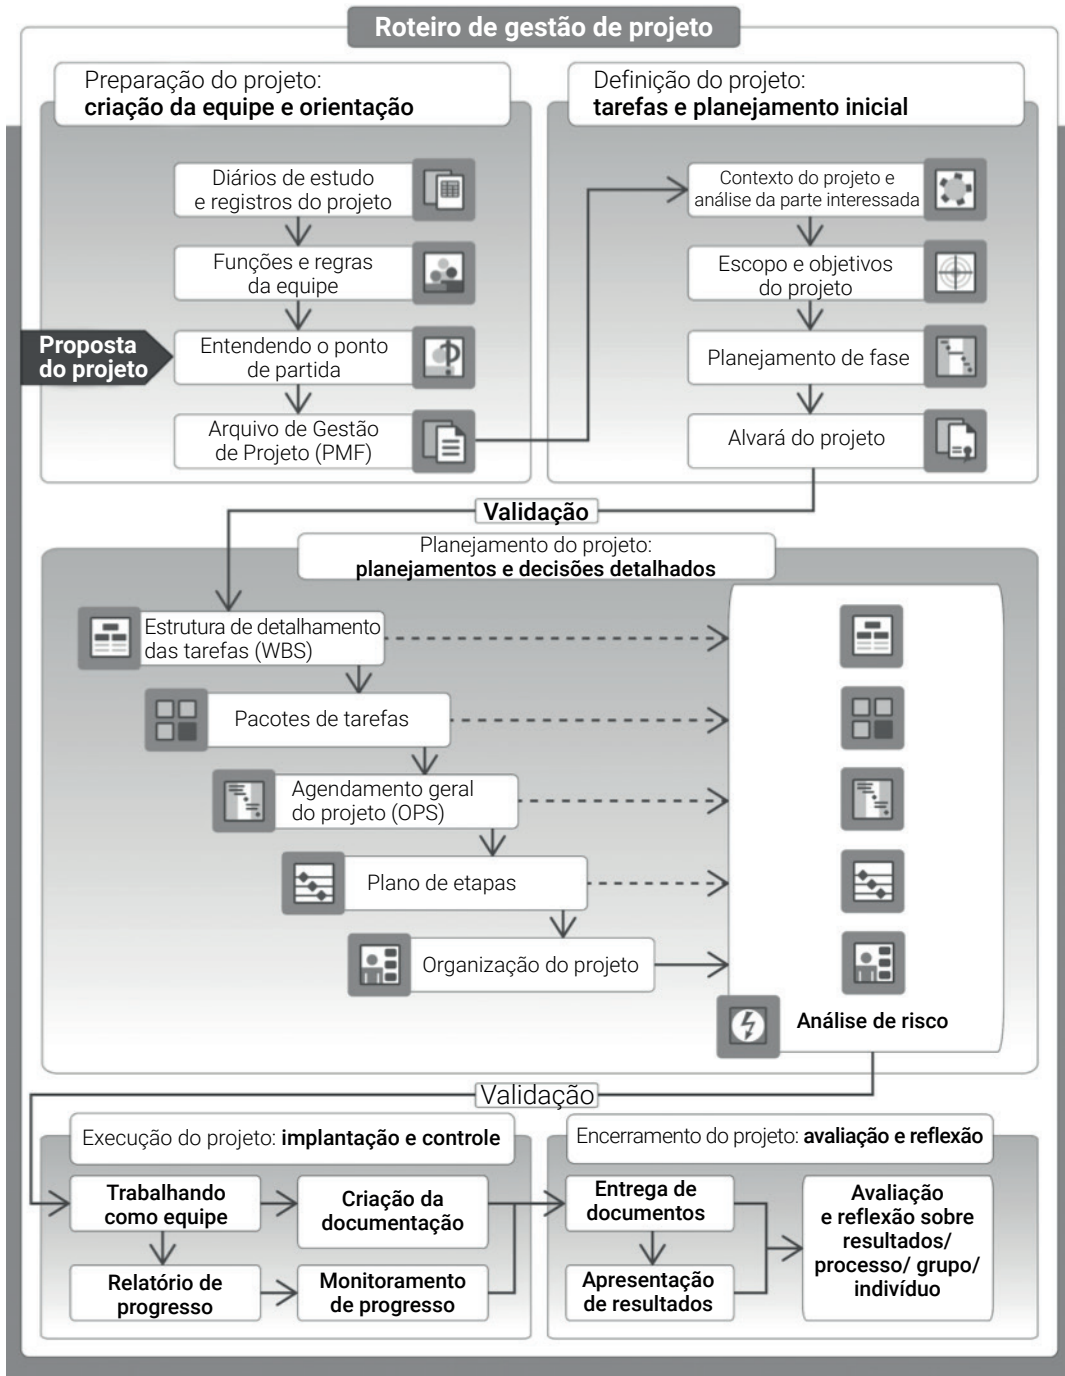 Roteiro de gestão de projeto
Preparação do projeto:
criação da equipe e orientação
Diários de estudo
e registros do projeto
Funções e regras
da equipe
Proposta
do projeto
Entendendo o ponto
de partida
Arquivo de Gestão
de Projeto (PMF)
Definição do projeto:
tarefas e planejamento inicial
Contexto do projeto e
análise da parte interessada
Escopo e objetivos
do projeto
Planejamento de fase
Alvará do projeto
Validação
Planejamento do projeto:
planejamentos e decisões detalhados
Estrutura de detalhamento
das tarefas (WBS)
Pacotes de tarefas
Agendamento geral
do projeto (OPS)
Plano de etapas
Organização do projeto
Análise de risco
Validação
Execução do projeto: implantação e controle
Trabalhando
como equipe
Criação da
documentação
Relatório de
progresso
Monitoramento
de progresso
Encerramento do projeto: avaliação e reflexão
Entrega de
documentos
Apresentação
de resultados
Avaliação
e reflexão sobre
resultados/
processo/ grupo/
indivíduo